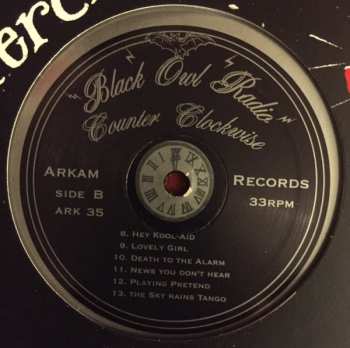 Black Owl Radio
Counter Clockwise
ARKAM
RECORDS
SIDE B
33RPM
ARK 35
8. HEY KOOL-AID
9. LOVELY GIRL
10. DEATH TO THE ALARM
11. NEWS YOU DON'T HEAR
12. PLAYING PRETEND
13. THE SKY RAINS TANGO